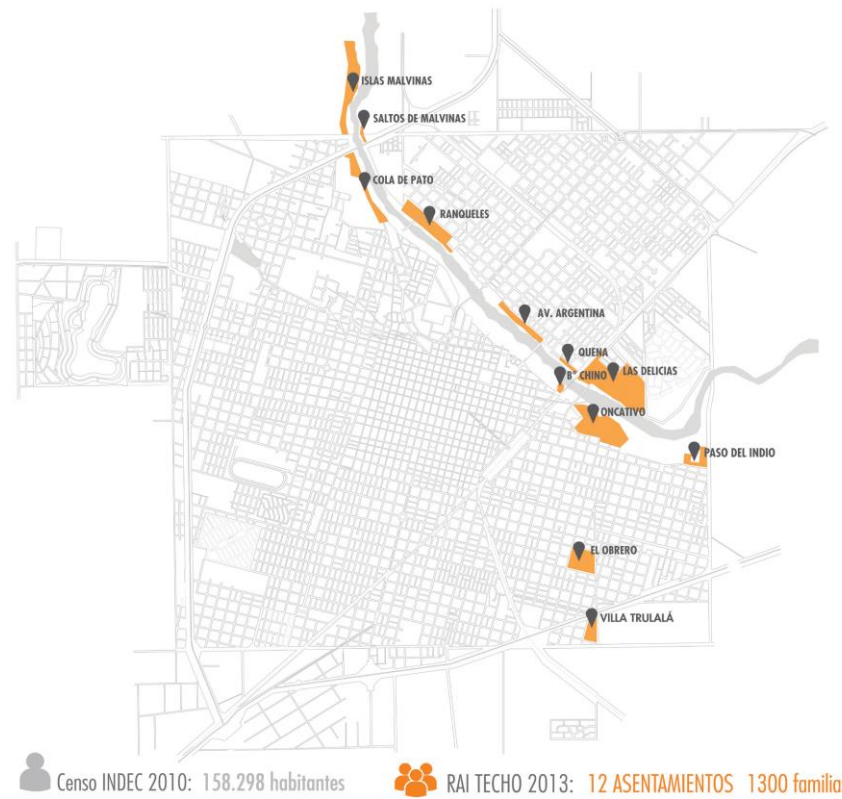 ISLAS MALVINAS
SALTOS DE MALVINAS
COLA DE PATO
RANQUELES
AV. ARGENTINA
QUENA
B° CHINO
LAS DELICIAS
ONCATIVO
PASO DEL INDIO
EL OBRERO
VILLA TRULALÁ
Censo INDEC 2010: 158.298 habitantes
RAI TECHO 2013: 12 ASENTAMIENTOS 1300 familia